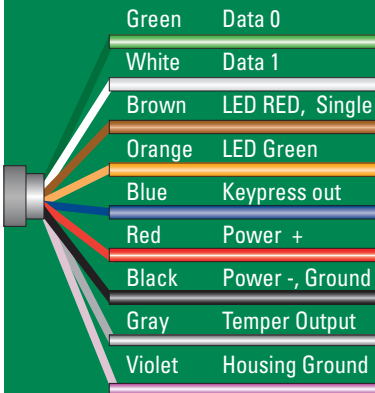 Green Data 0
White Data 1
Brown LED RED, Single
Orange LED Green
Blue Keypress out
Red Power +
Black Power -, Ground
Gray Temper Output
Violet Housing Ground